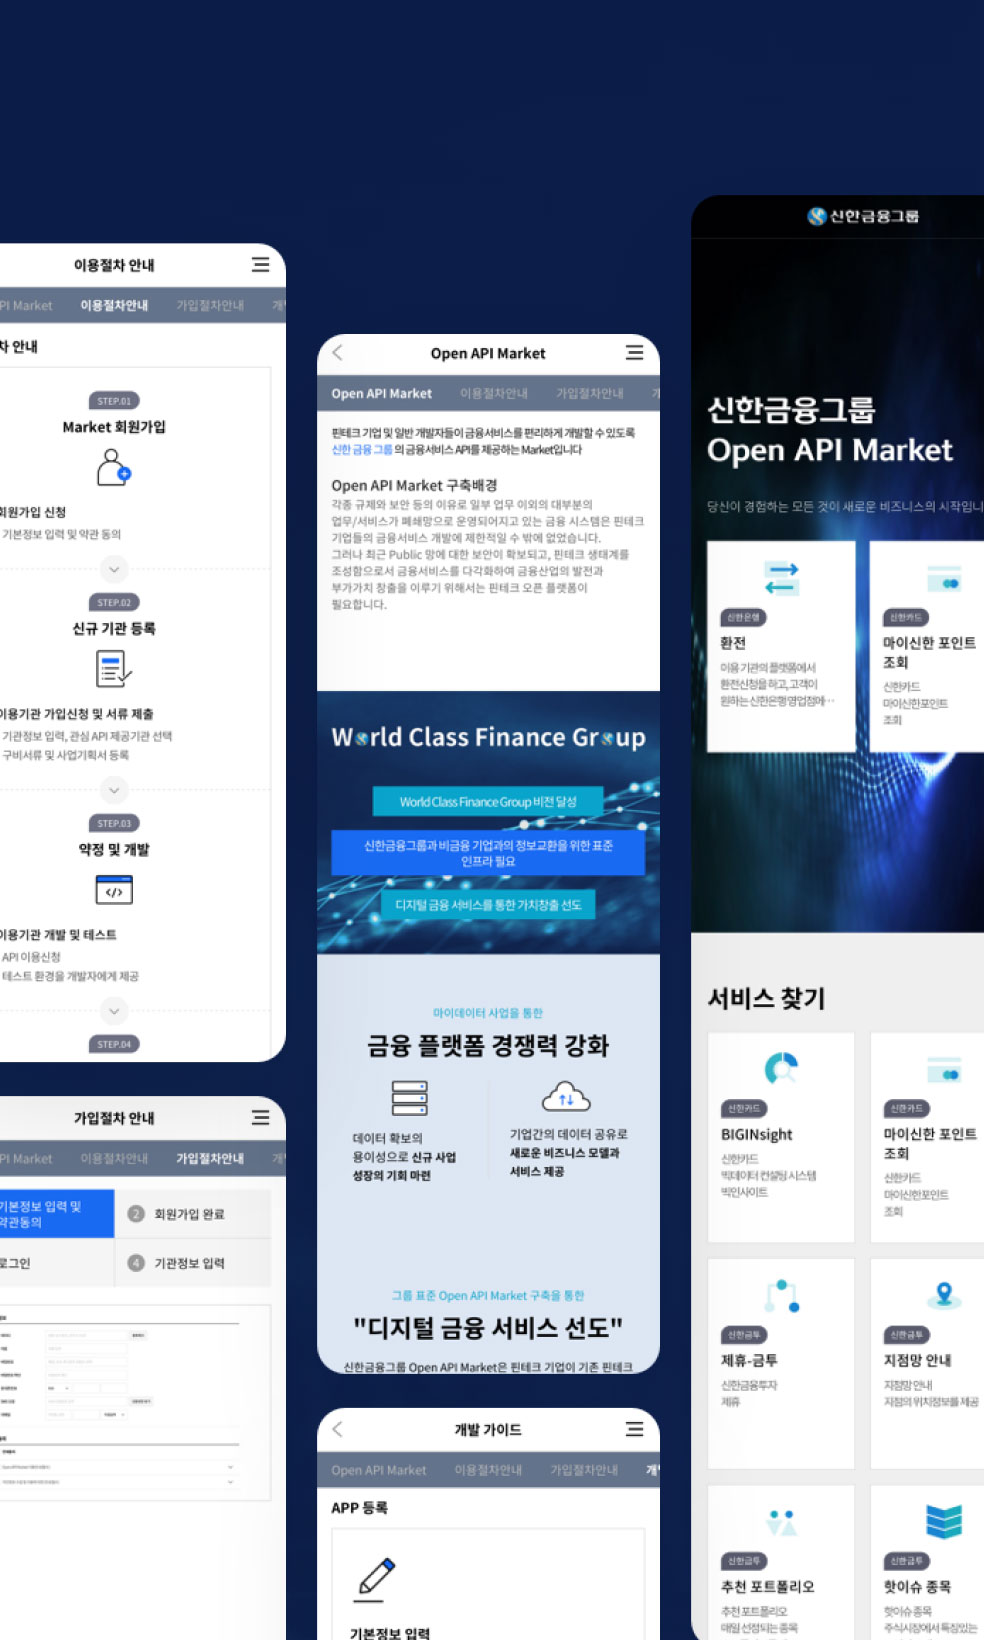 이용절차 안내
PI Market 이용절차안내 가입절차안내
차 안내
STEP.01
Market 회원가입
회원가입 신청
기본정보 입력 및 약관 동의
STEP.02
신규 기관 등록
이용기관 가입신청 및 서류 제출
기관정보 입력, 관심 API 제공기관 선택
구비서류 및 사업기획서 등록
STEP.03
약정 및 개발
이용기관 개발 및 테스트
API 이용신청
테스트 환경을 개발자에게 제공
STEP.04
가입절차 안내
PI Market 이용절차안내 가입절차안내
기본정보 입력 및
약관동의
2 회원가입 완료
로그인
4 기관정보 입력
Open API Market
Open API Market 이용절차안내 가입절차안내
핀테크 기업 및 일반 개발자들이 금융서비스를 편리하게 개발할 수 있도록
신한 금융 그룹의 금융서비스 API를 제공하는 Market입니다
Open API Market 구축배경
각종 규제와 보안 등의 이유로 일부 업무 이외의 대부분의
업무/서비스가 폐쇄망으로 운영되어지고 있는 금융 시스템은 핀테크
기업들의 금융서비스 개발에 제한적일 수 밖에 없었습니다.
그러나 최근 Public 망에 대한 보안이 확보되고, 핀테크 생태계를
조성함으로서 금융서비스를 다각화하여 금융산업의 발전과
부가가치 창출을 이루기 위해서는 핀테크 오픈 플랫폼이
필요합니다.
World Class Finance Group
World Class Finance Group 비전 달성
신한금융그룹과 비금융 기업과의 정보교환을 위한 표준
인프라 필요
디지털 금융 서비스를 통한 가치창출 선도
마이데이터 사업을 통한
금융 플랫폼 경쟁력 강화
데이터 확보의
용이성으로 신규 사업
성장의 기회 마련
기업간의 데이터 공유로
새로운 비즈니스 모델과
서비스 제공
그룹 표준 Open API Market 구축을 통한
"디지털 금융 서비스 선도"
신한금융그룹 Open API Market은 핀테크 기업이 기존 핀테크
개발 가이드
Open API Market 이용절차안내 가입절차안내
APP 등록
기본정보 입력
신한금융그룹
신한금융그룹
Open API Market
당신이 경험하는 모든 것이 새로운 비즈니스의 시작입니
신한은행
환전
이용 기관의 플랫폼에서
환전신청을 하고, 고객이
원하는 신한은행 영업점에…
신한카드
마이신한 포인트
조회
신한카드
마이신한포인트
조회
서비스 찾기
신한카드
BIGINsight
신한카드
빅데이터 컨설팅 시스템
빅인사이트
신한카드
마이신한 포인트
조회
신한카드
마이신한포인트
조회
신한금투
제휴-금투
신한금융투자
제휴
신한금투
지점망 안내
지점망 안내
지점의 위치정보를 제공
신한금투
추천 포트폴리오
추천 포트폴리오
매일 선정되는 종목
신한금투
핫이슈 종목
핫이슈 종목
주식시장에서 특징있는